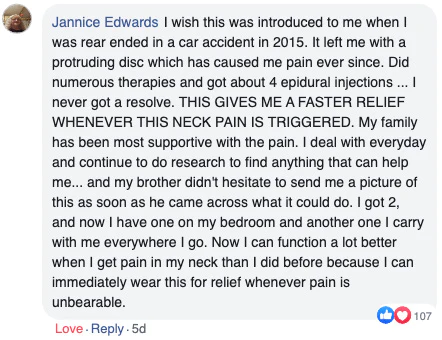 Jannice Edwards I wish this was introduced to me when I
was rear ended in a car accident in 2015. It left me with a
protruding disc which has caused me pain ever since. Did
numerous therapies and got about 4 epidural injections ... I
never got a resolve. THIS GIVES ME A FASTER RELIEF
WHENEVER THIS NECK PAIN IS TRIGGERED. My family
has been most supportive with the pain. I deal with everyday
and continue to do research to find anything that can help
me... and my brother didn't hesitate to send me a picture of
this as soon as he came across what it could do. I got 2,
and now I have one on my bedroom and another one I carry
with me everywhere I go. Now I can function a lot better
when I get pain in my neck than I did before because I can
immediately wear this for relief whenever pain is
unbearable.
107
Love · Reply · 5d